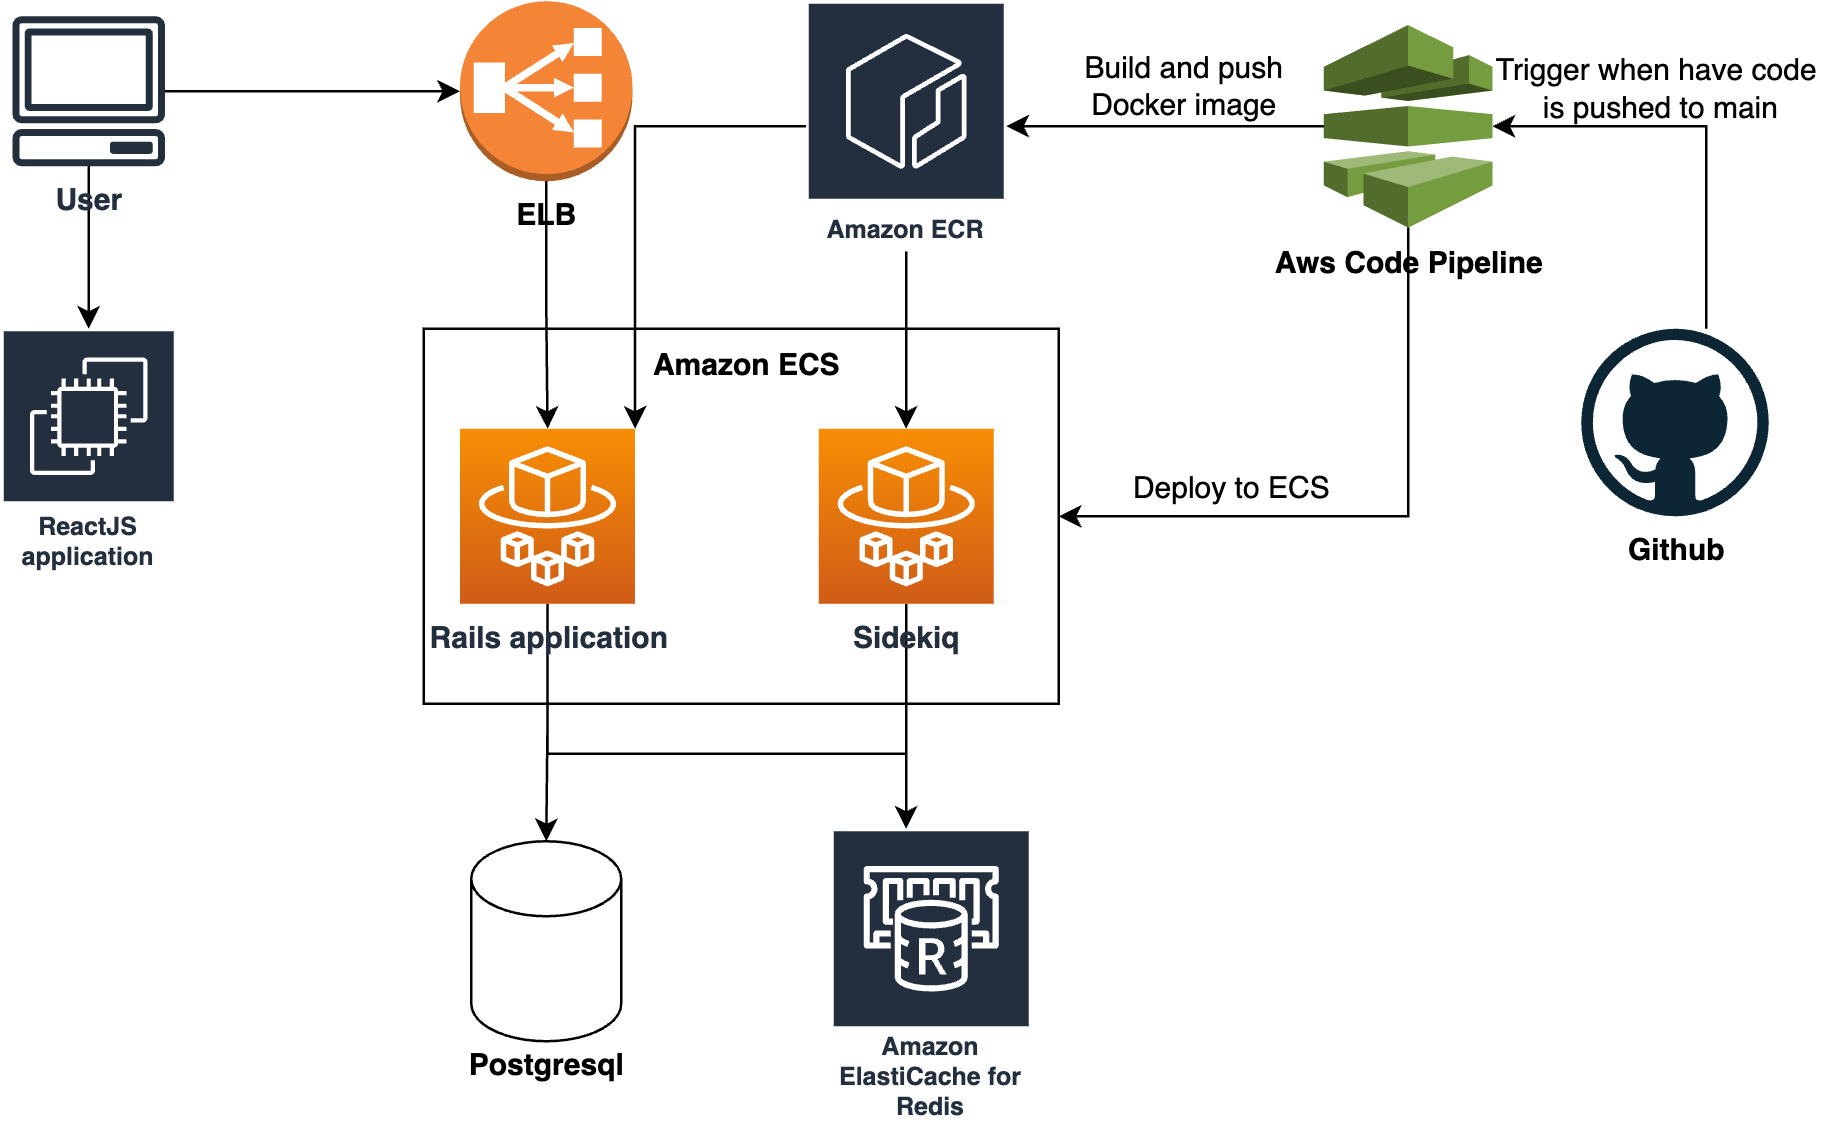 Build and push
Docker image
Trigger when have code
is pushed to main
User
ELB
Amazon ECR
Aws Code Pipeline
Amazon ECS
Deploy to ECS
ReactJS
application
Github
Rails application
Sidekiq
R
Postgresql
Amazon
ElastiCache for
Redis